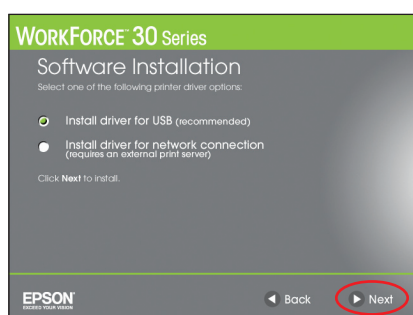 WORKFORCE™ 30 Series
Software Installation
Select one of the following printer driver options:
Install driver for USB (recommended)
Install driver for network connection
(requires an external print server)
Click Next to install.
EPSON
EXCEED YOUR VISION
Back
Next